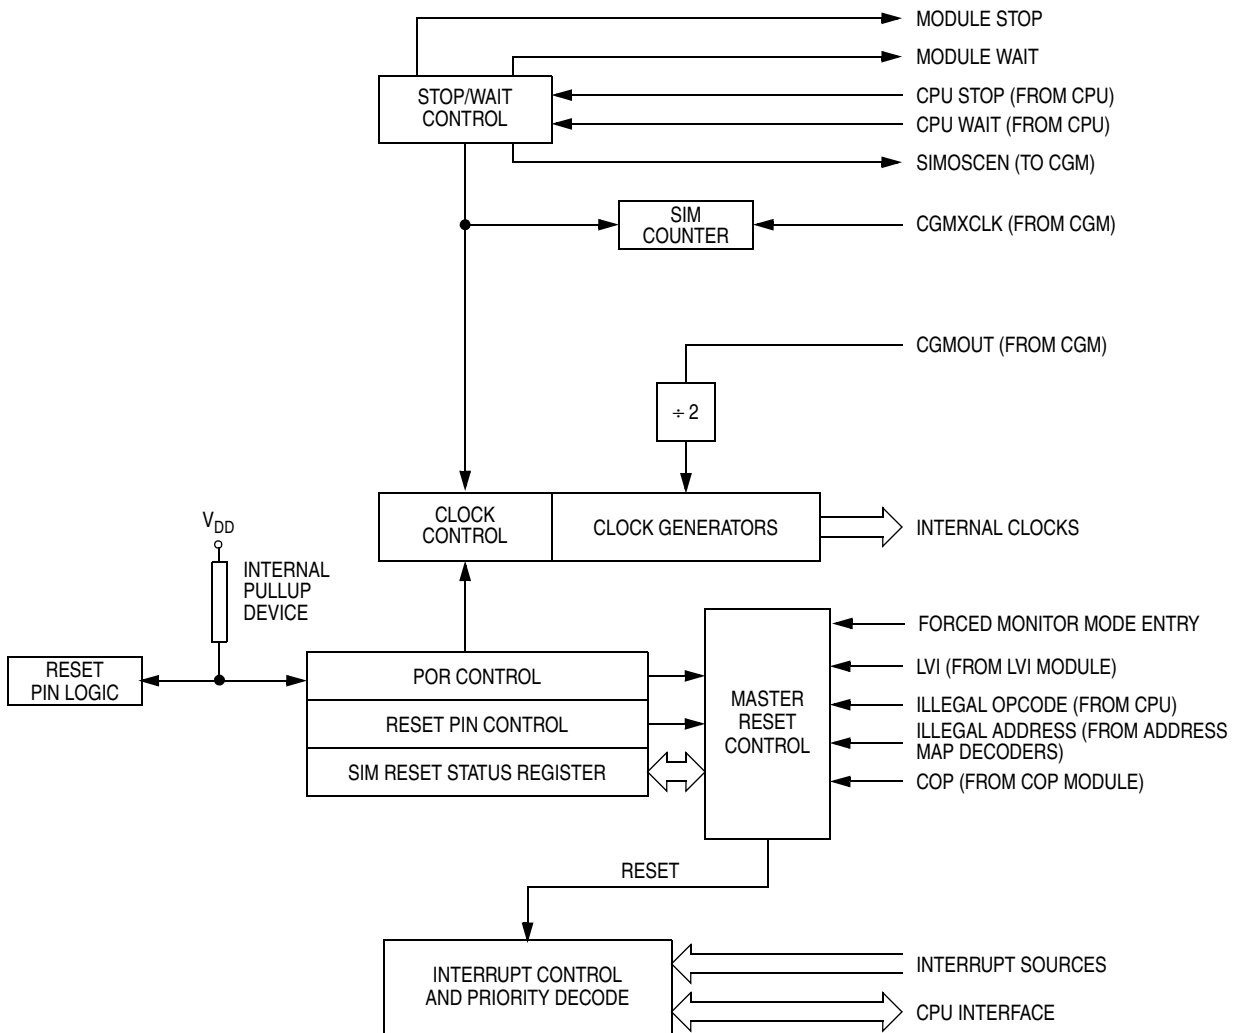 MODULE STOP
MODULE WAIT
STOP/WAIT
CONTROL
CPU STOP (FROM CPU)
CPU WAIT (FROM CPU)
SIMOSCEN (TO CGM)
SIM
COUNTER
CGMXCLK (FROM CGM)
CGMOUT (FROM CGM)
÷ 2
CLOCK
CONTROL
CLOCK GENERATORS
INTERNAL CLOCKS
VDD
INTERNAL
PULLUP
DEVICE
RESET
PIN LOGIC
POR CONTROL
RESET PIN CONTROL
SIM RESET STATUS REGISTER
MASTER
RESET
CONTROL
FORCED MONITOR MODE ENTRY
LVI (FROM LVI MODULE)
ILLEGAL OPCODE (FROM CPU)
ILLEGAL ADDRESS (FROM ADDRESS
MAP DECODERS)
COP (FROM COP MODULE)
RESET
INTERRUPT CONTROL
AND PRIORITY DECODE
INTERRUPT SOURCES
CPU INTERFACE